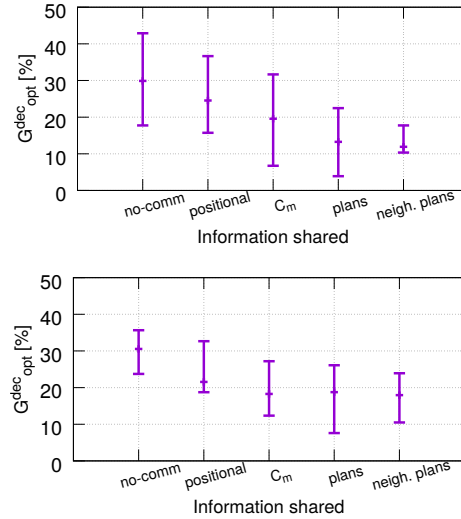 50
40
30
20
10
0
G^dec_opt [%]
no-comm
positional
C_m
plans
neigh. plans
Information shared
50
40
30
20
10
0
G^dec_opt [%]
no-comm
positional
C_m
plans
neigh. plans
Information shared